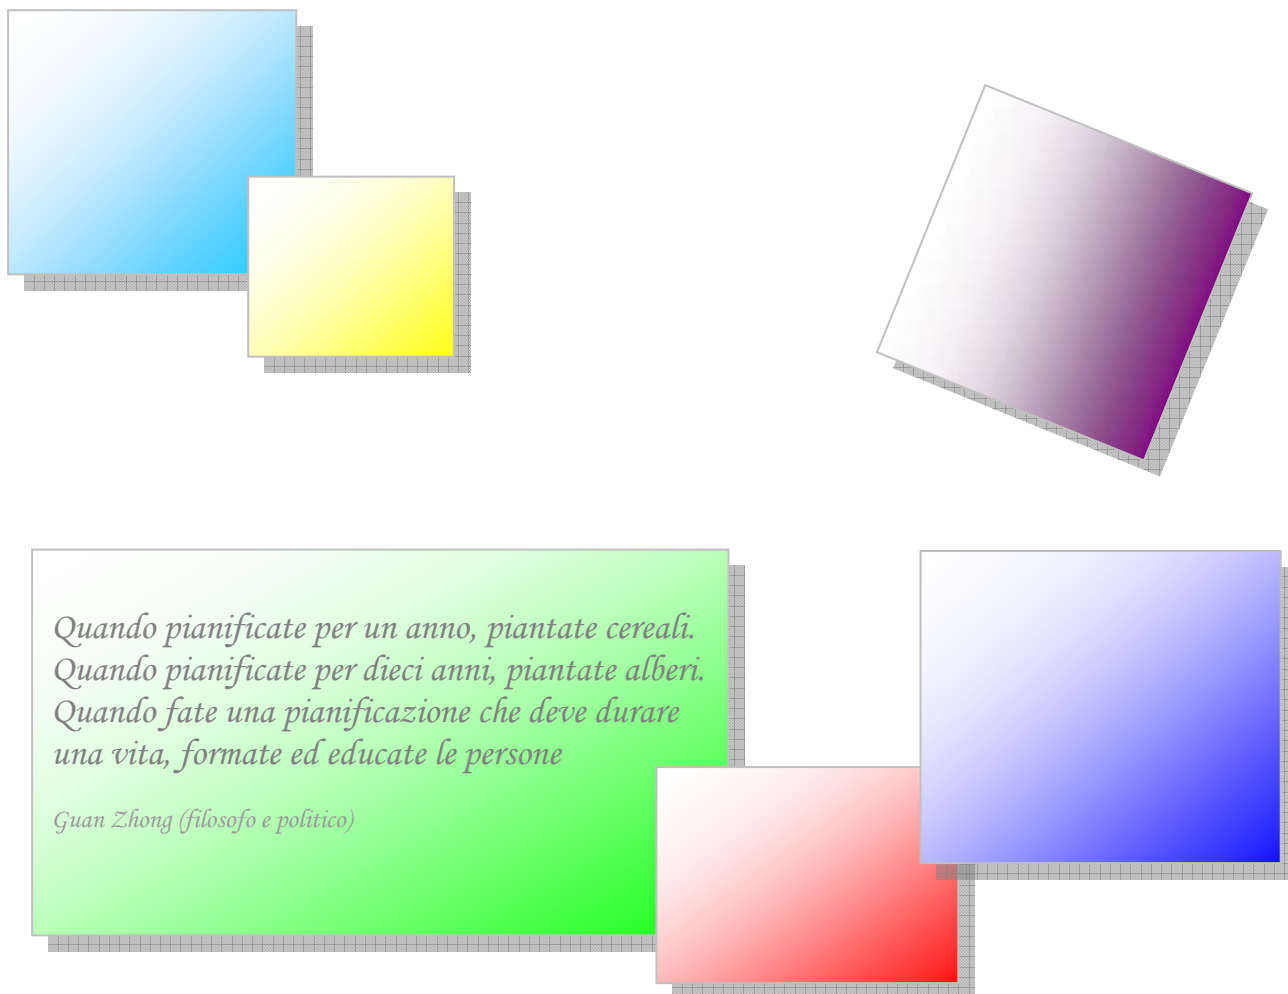 Quando pianificate per un anno, piantate cereali.
Quando pianificate per dieci anni, piantate alberi.
Quando fate una pianificazione che deve durare
una vita, formate ed educate le persone
Guan Zhong (filosofo e politico)